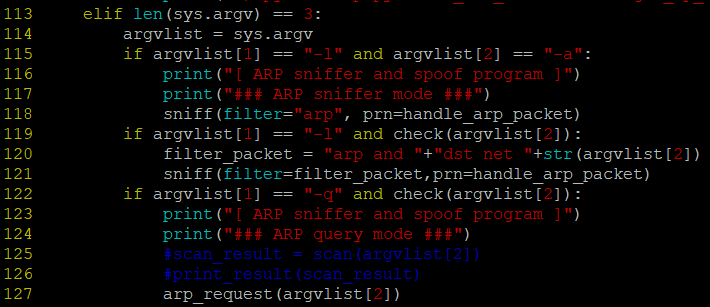 113     elif len(sys.argv) == 3:
114         argvlist = sys.argv
115         if argvlist[1] == "-l" and argvlist[2] == "-a":
116             print("[ ARP sniffer and spoof program ]")
117             print("### ARP sniffer mode ###")
118             sniff(filter="arp", prn=handle_arp_packet)
119         if argvlist[1] == "-l" and check(argvlist[2]):
120             filter_packet = "arp and "+"dst net "+str(argvlist[2])
121             sniff(filter=filter_packet,prn=handle_arp_packet)
122         if argvlist[1] == "-q" and check(argvlist[2]):
123             print("[ ARP sniffer and spoof program ]")
124             print("### ARP query mode ###")
125             #scan_result = scan(argvlist[2])
126             #print_result(scan_result)
127             arp_request(argvlist[2])